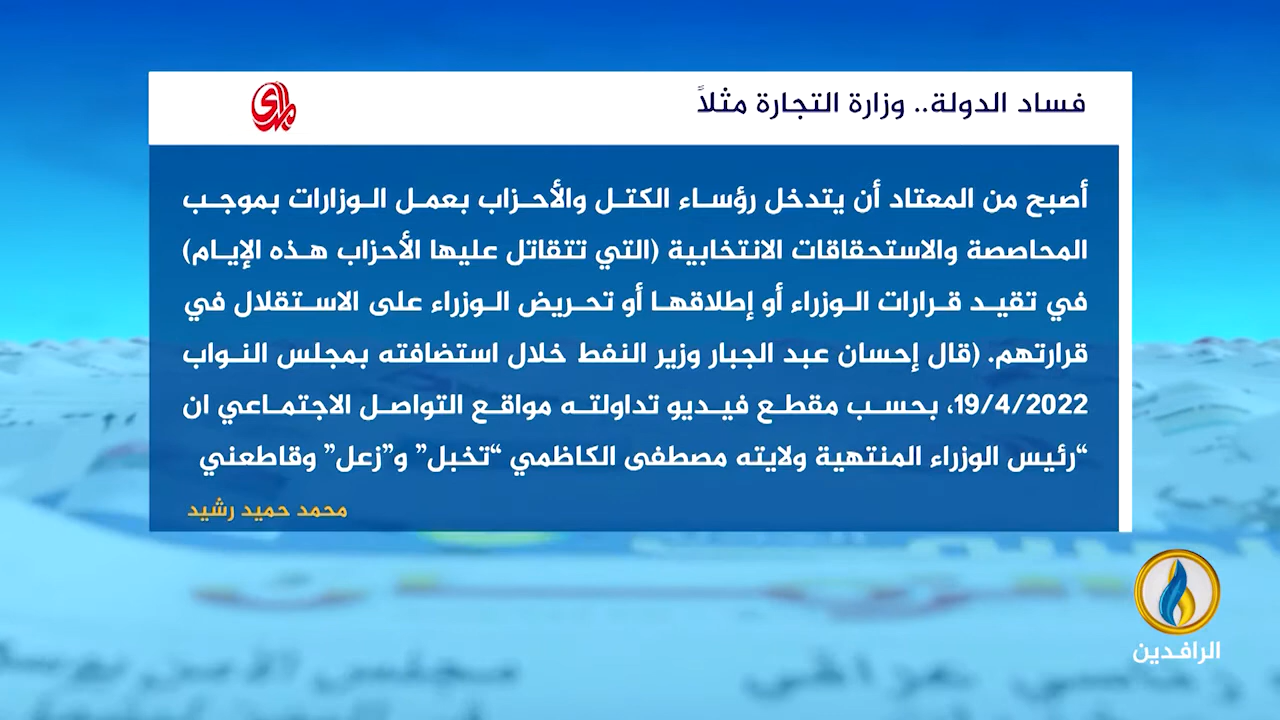 فساد الدولة.. وزارة التجارة مثلاً
المدى
أصبح من المعتاد أن يتدخل رؤساء الكتل والأحزاب بعمل الوزارات بموجب
المحاصصة والاستحقاقات الانتخابية (التي تتقاتل عليها الأحزاب هذه الإيام)
في تقيد قرارات الوزراء أو إطلاقها أو تحريض الوزراء على الاستقلال في
قرارتهم. (قال إحسان عبد الجبار وزير النفط خلال استضافته بمجلس النواب
19/4/2022، بحسب مقطع فيديو تداولته مواقع التواصل الاجتماعي ان
“رئيس الوزراء المنتهية ولايته مصطفى الكاظمي “تخبل” و”زعل” وقاطعني
محمد حميد رشيد
الرافدين
مجلس الأمن